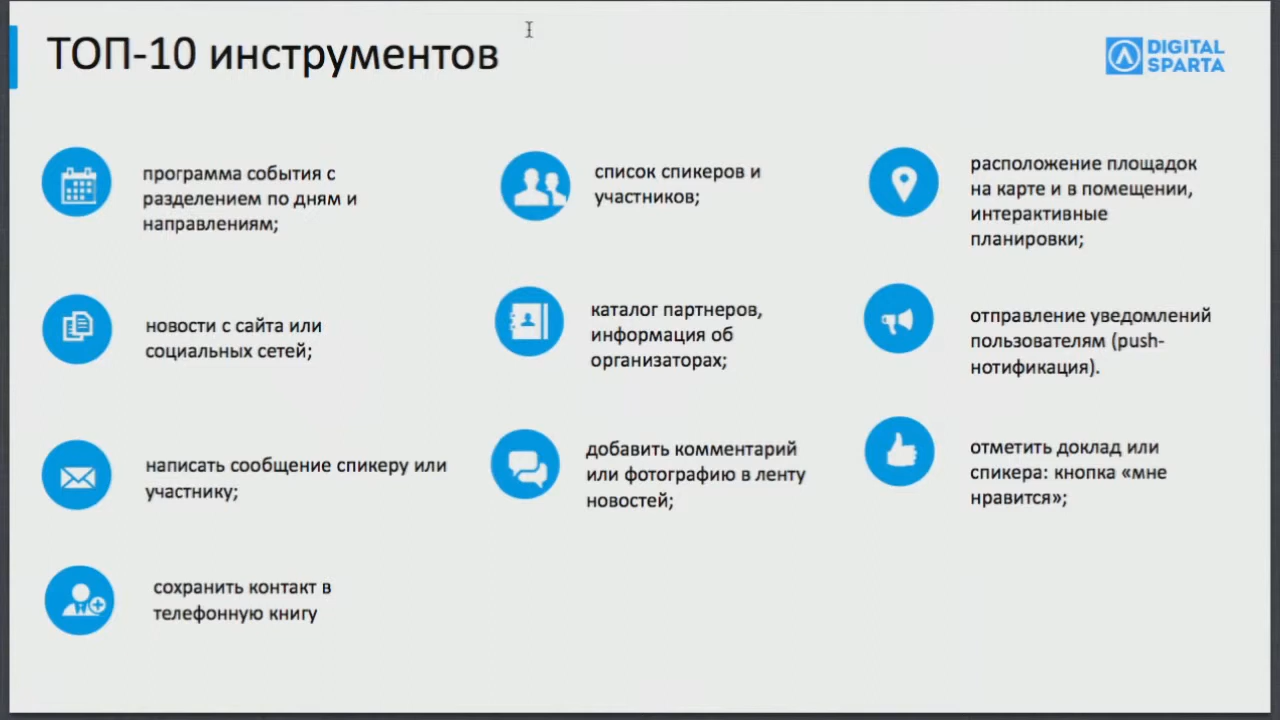 ТОП-10 инструментов
DIGITAL
SPARTA
программа события с
разделением по дням и
направлениям;
список спикеров и
участников;
расположение площадок
на карте и в помещении,
интерактивные
планировки;
новости с сайта или
социальных сетей;
каталог партнеров,
информация об
организаторах;
отправление уведомлений
пользователям (push-
нотификация).
написать сообщение спикеру или
участнику;
добавить комментарий
или фотографию в ленту
новостей;
отметить доклад или
спикера: кнопка «мне
нравится»;
сохранить контакт в
телефонную книгу